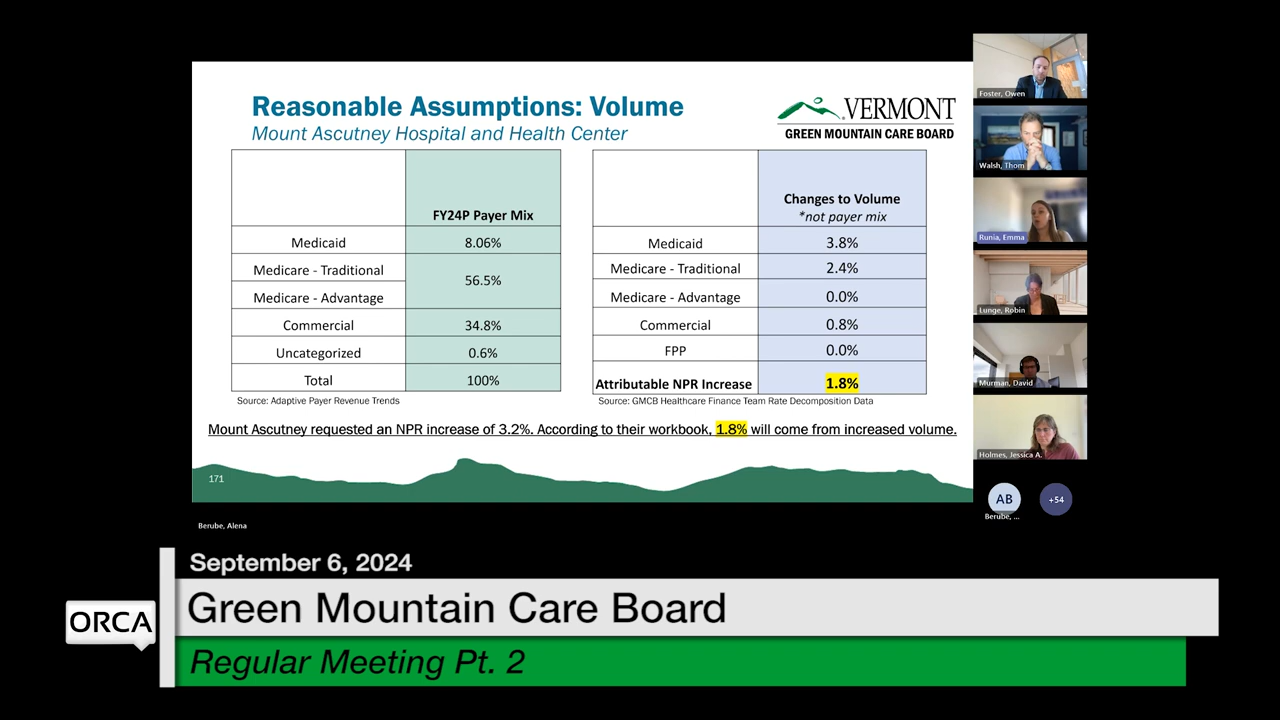 Reasonable Assumptions: Volume
Mount Ascutney Hospital and Health Center
VERMONT
GREEN MOUNTAIN CARE BOARD
FY24P Payer Mix
Medicaid 8.06%
Medicare - Traditional
56.5%
Medicare - Advantage
Commercial 34.8%
Uncategorized 0.6%
Total 100%
Source: Adaptive Payer Revenue Trends
Changes to Volume
*not payer mix
Medicaid 3.8%
Medicare - Traditional 2.4%
Medicare - Advantage 0.0%
Commercial 0.8%
FPP 0.0%
Attributable NPR Increase 1.8%
Source: GMCB Healthcare Finance Team Rate Decomposition Data
Mount Ascutney requested an NPR increase of 3.2%. According to their workbook, 1.8% will come from increased volume.
171
Foster, Owen
Walsh, Thom
Runia, Emma
Lunge, Robin
Murman, David
Holmes, Jessica A.
AB
+54
Berube, ...
Berube, Alena
September 6, 2024
Green Mountain Care Board
ORCA
Regular Meeting Pt. 2